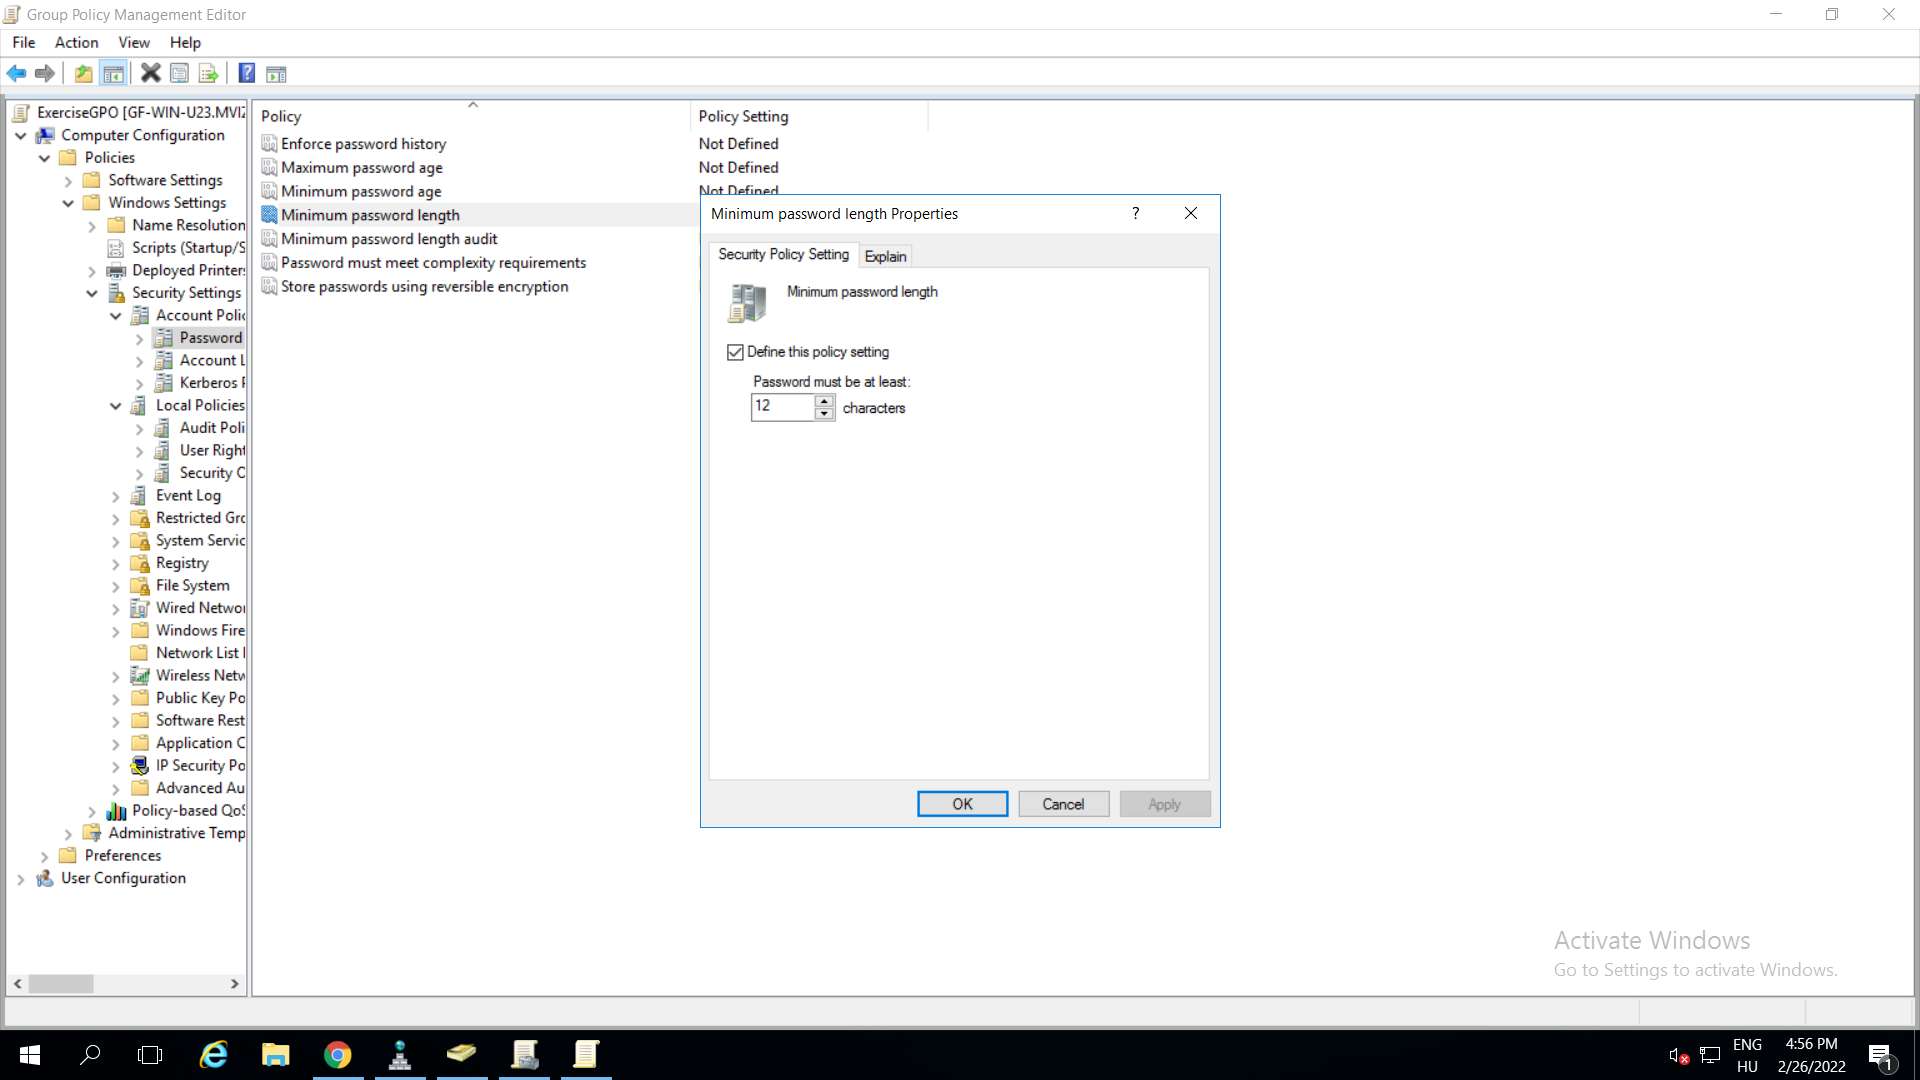 Group Policy Management Editor
File Action View Help
ExerciseGPO [GF-WIN-U23.MVIZ
Computer Configuration
Policies
Software Settings
Windows Settings
Name Resolution
Scripts (Startup/S
Deployed Printers
Security Settings
Account Polic
Password
Account L
Kerberos P
Local Policies
Audit Poli
User Right
Security O
Event Log
Restricted Gro
System Servic
Registry
File System
Wired Networ
Windows Fire
Network List
Wireless Netw
Public Key Po
Software Rest
Application C
IP Security Po
Advanced Au
Policy-based QoS
Administrative Temp
Preferences
User Configuration
Policy Policy Setting
Enforce password history Not Defined
Maximum password age Not Defined
Minimum password age Not Defined
Minimum password length
Minimum password length audit
Password must meet complexity requirements
Store passwords using reversible encryption
Minimum password length Properties ?
Security Policy Setting Explain
Minimum password length
Define this policy setting
Password must be at least:
12 characters
OK Cancel Apply
Activate Windows
Go to Settings to activate Windows.
ENG 4:56 PM
HU 2/26/2022
1